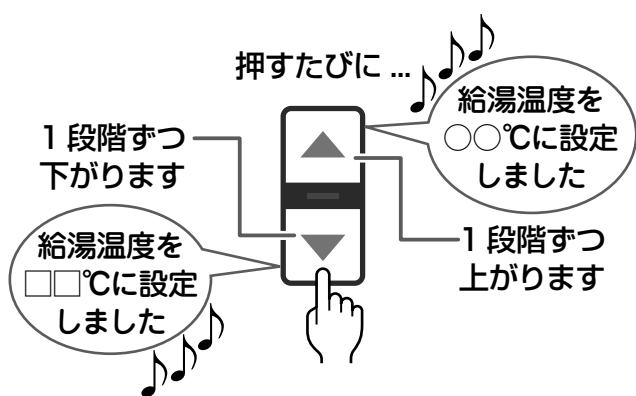 押すたびに ...
給湯温度を
○○℃に設定
しました
1 段階ずつ
下がります
1 段階ずつ
上がります
給湯温度を
□□℃に設定
しました